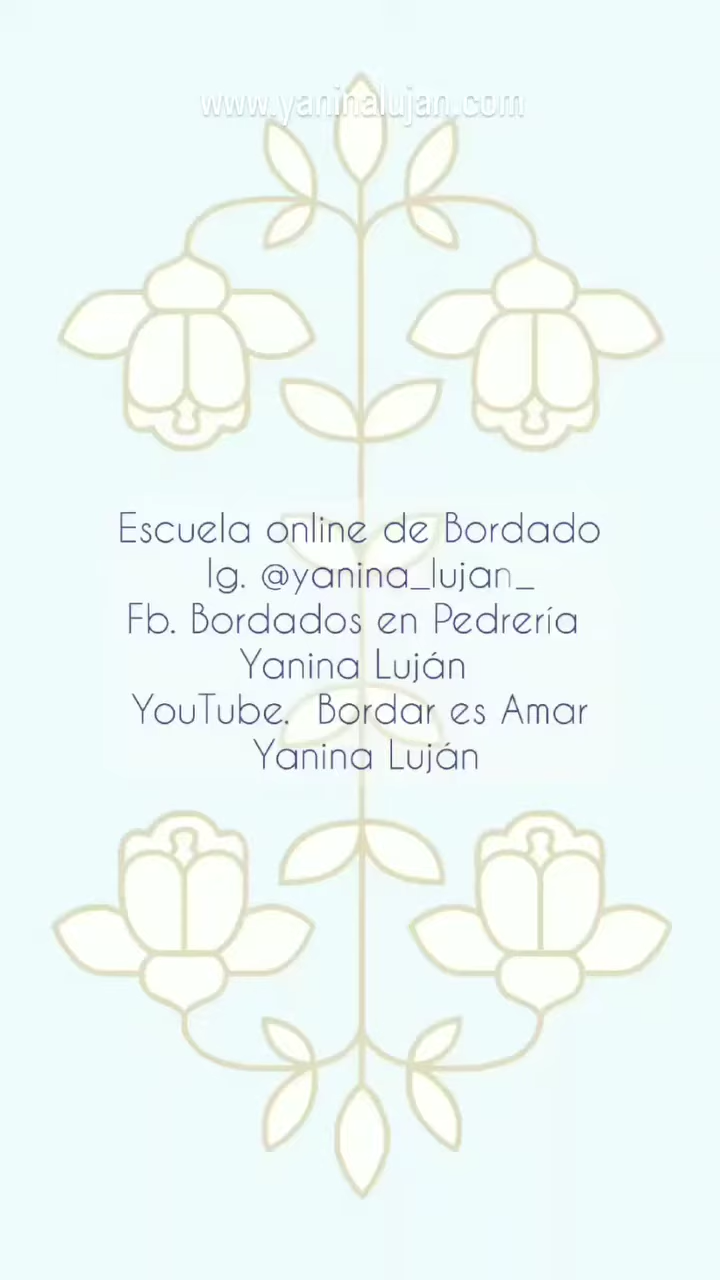 www.yaninalujan.com
Escuela online de Bordado
Ig. @yanina_lujan_
Fb. Bordados en Pedrería
Yanina Luján
YouTube. Bordar es Amar
Yanina Luján